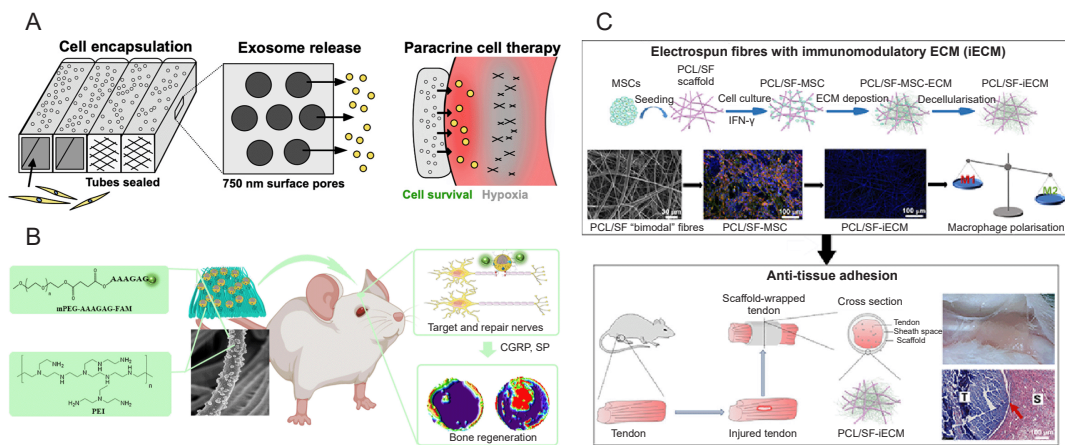 A
Cell encapsulation
Exosome release
Paracrine cell therapy
Tubes sealed
750 nm surface pores
Cell survival
Hypoxia
B
AAAGAG
mPEG-AAAGAG-FAM
NH₂
NH₂
NH₂
H₂N
NH₂
PEI
Target and repair nerves
CGRP, SP
Bone regeneration
C
Electrospun fibres with immunomodulatory ECM (iECM)
MSCs
PCL/SF
scaffold
PCL/SF-MSC
PCL/SF-MSC-ECM
PCL/SF-iECM
Seeding
Cell culture
IFN-γ
ECM depostion
Decellularisation
30 μm
100 μm
100 μm
M1
M2
PCL/SF “bimodal” fibres
PCL/SF-MSC
PCL/SF-iECM
Macrophage polarisation
Anti-tissue adhesion
Scaffold-wrapped
tendon
Cross section
Tendon
Sheath space
Scaffold
Tendon
Injured tendon
PCL/SF-iECM
T
S
100 μm